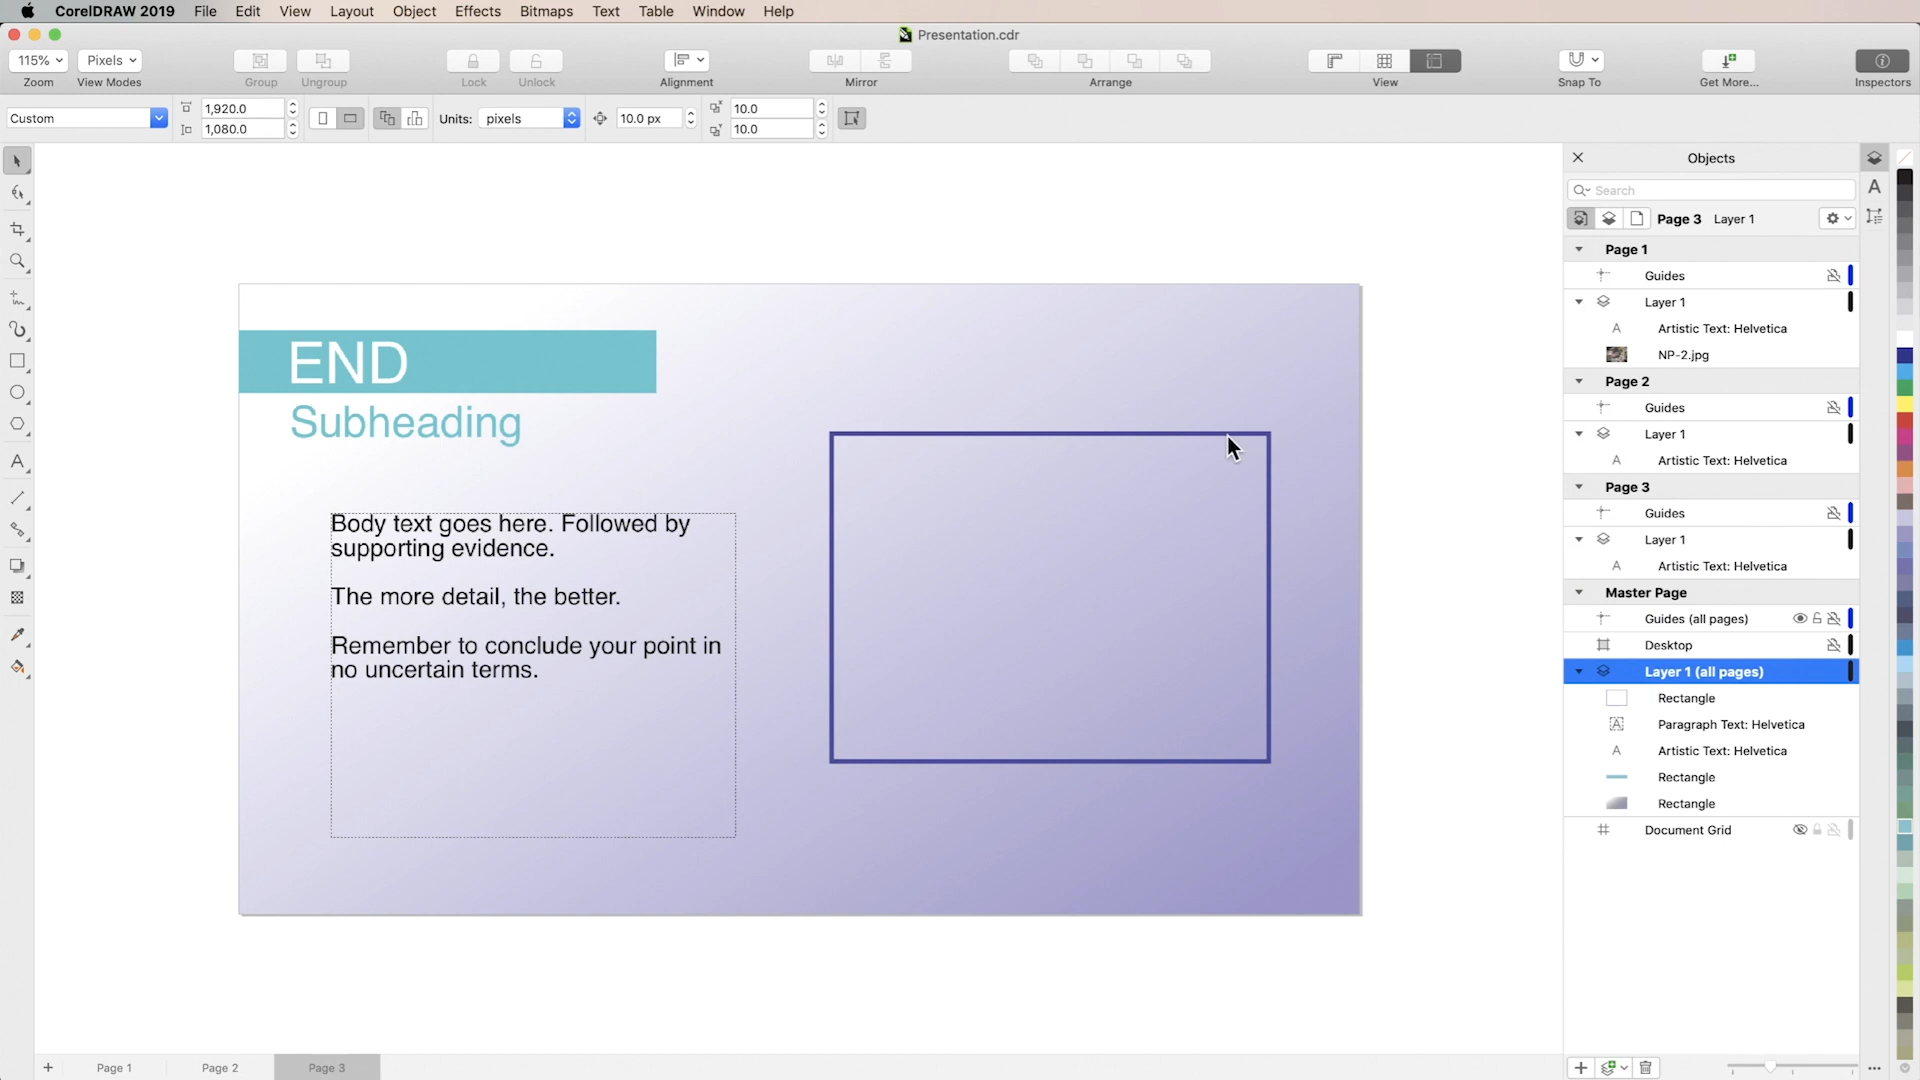 CorelDRAW 2019 File Edit View Layout Object Effects Bitmaps Text Table Window Help
Presentation.cdr
115% Pixels
Zoom View Modes Group Ungroup Lock Unlock Alignment Mirror Arrange View Snap To Get More... Inspectors
Custom 1,920.0 1,080.0 Units: pixels 10.0 px 10.0 10.0
Objects
Search
Page 3 Layer 1
Page 1
Guides
Layer 1
A Artistic Text: Helvetica
NP-2.jpg
Page 2
Guides
Layer 1
A Artistic Text: Helvetica
Page 3
Guides
Layer 1
A Artistic Text: Helvetica
Master Page
Guides (all pages)
Desktop
Layer 1 (all pages)
Rectangle
A Paragraph Text: Helvetica
A Artistic Text: Helvetica
Rectangle
Rectangle
Document Grid
END
Subheading
Body text goes here. Followed by
supporting evidence.
The more detail, the better.
Remember to conclude your point in
no uncertain terms.
Page 1 Page 2 Page 3